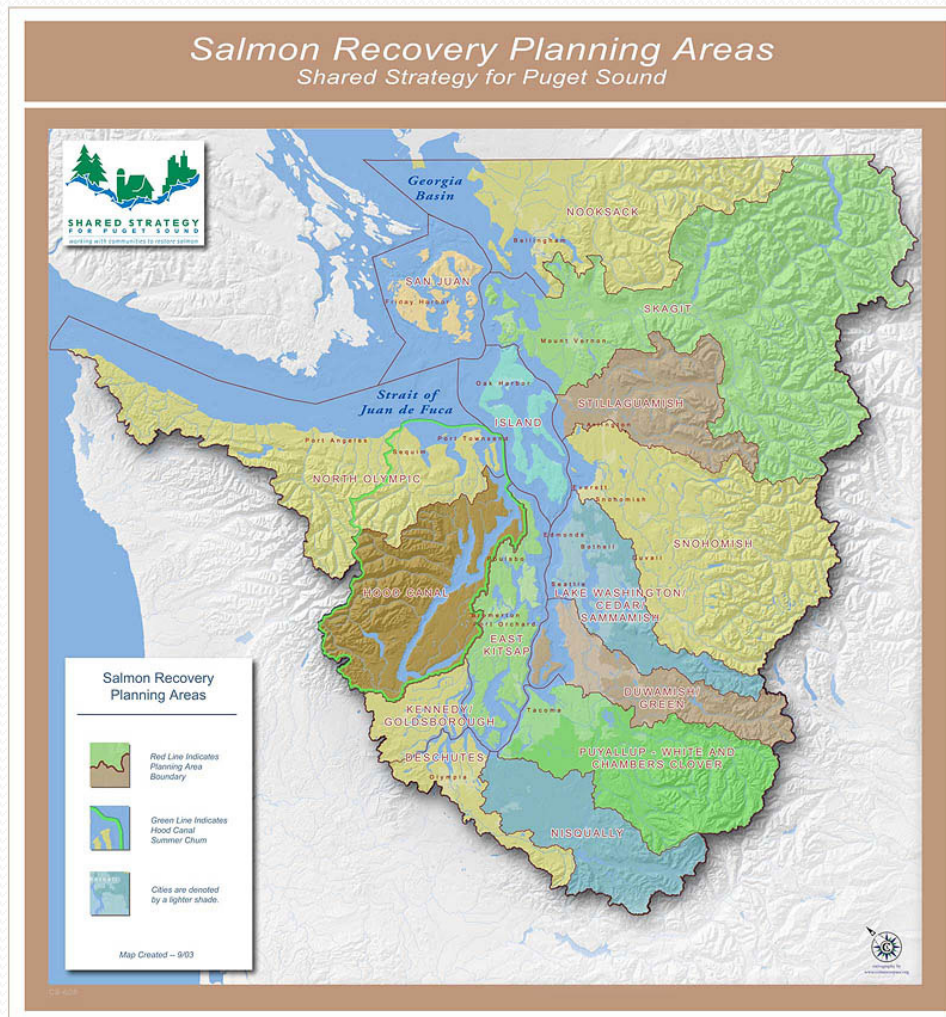 Salmon Recovery Planning Areas
Shared Strategy for Puget Sound
SHARED STRATEGY
FOR PUGET SOUND
working with communities to restore salmon
Georgia
Basin
NOOKSACK
Bellingham
SAN JUAN
Friday Harbor
SKAGIT
Mount Vernon
Oak Harbor
STILLAGUAMISH
Strait of
Juan de Fuca
ISLAND
Arlington
Port Angeles
Port Townsend
Sequim
NORTH OLYMPIC
Everett
Snohomish
Edmonds
SNOHOMISH
Bothell
Duvall
Poulsbo
HOOD CANAL
Seattle
LAKE WASHINGTON/
CEDAR/
SAMMAMISH
Bremerton
Port Orchard
EAST
KITSAP
DUWAMISH/
GREEN
KENNEDY/
GOLDSBOROUGH
Tacoma
PUYALLUP - WHITE AND
CHAMBERS CLOVER
DESCHUTES
Olympia
NISQUALLY
Salmon Recovery
Planning Areas
Red Line Indicates
Planning Area
Boundary
Green Line Indicates
Hood Canal
Summer Chum
Cities are denoted
by a lighter shade.
Map Created – 9/03
cartography by